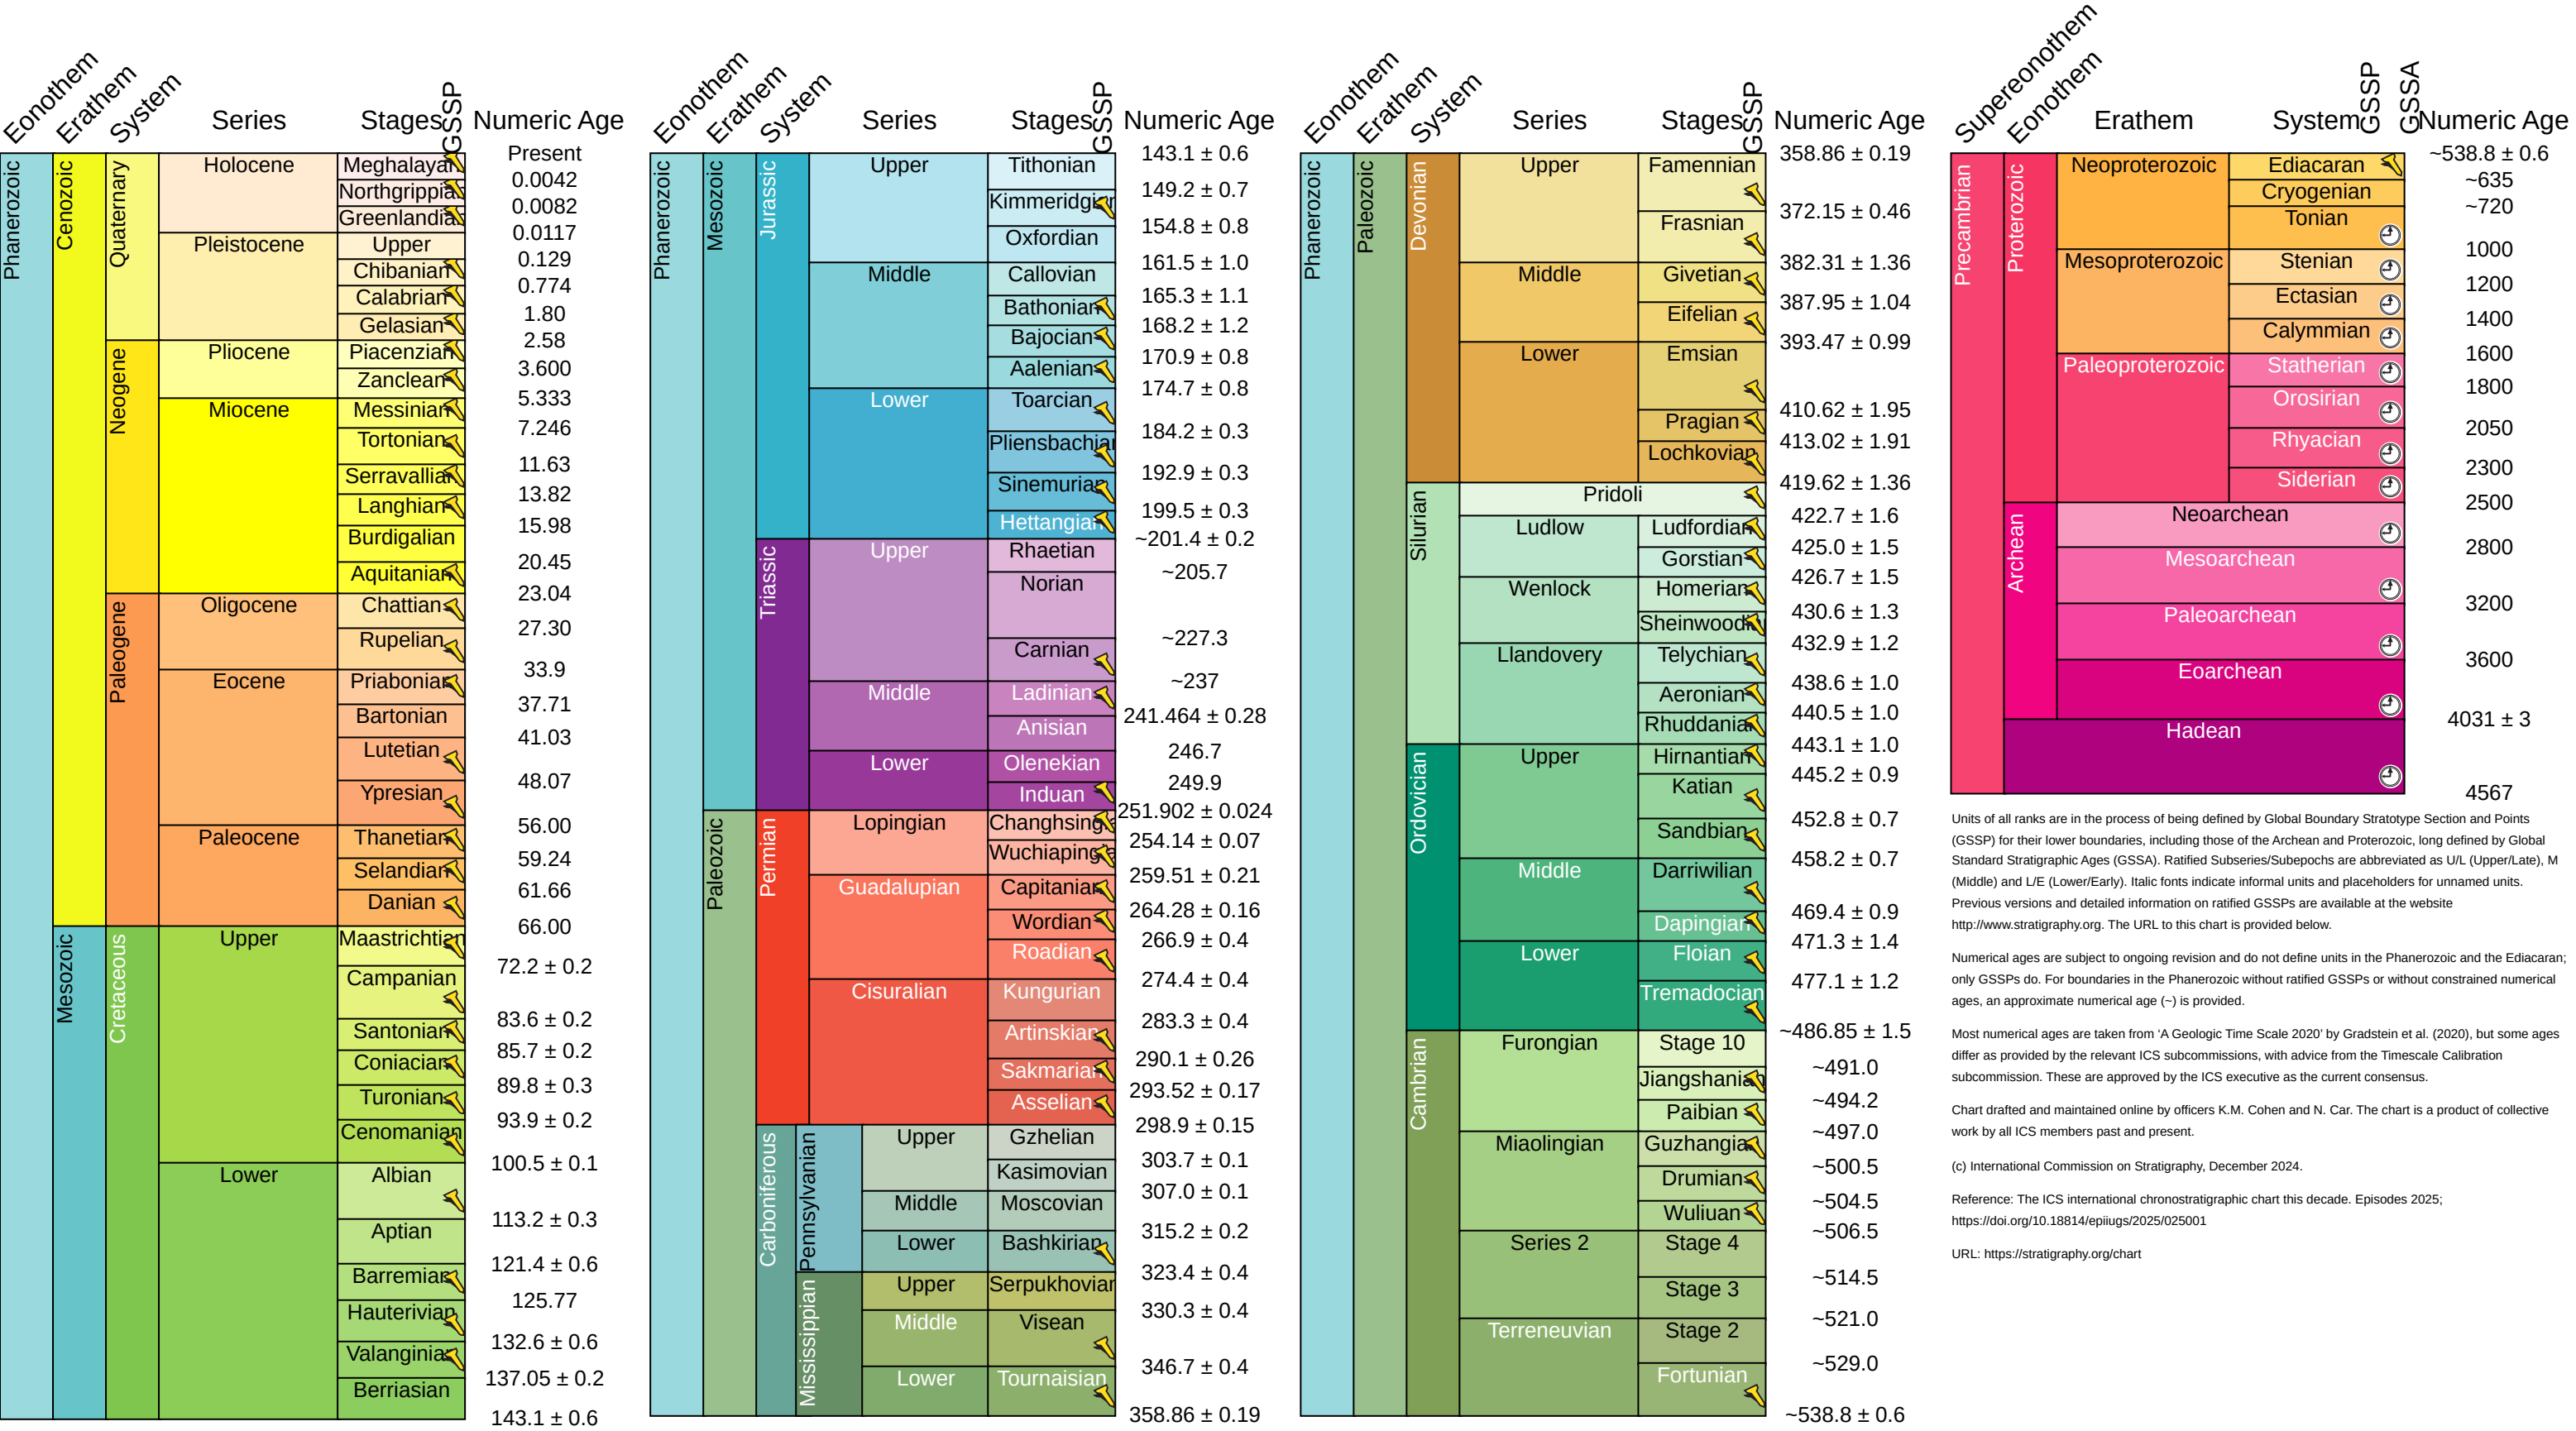 Eonothem
Erathem
System
Series
Stages
GSSP
Numeric Age
Phanerozoic
Cenozoic
Quaternary
Holocene
Meghalayan
Northgrippia
Greenlandia
Pleistocene
Upper
Chibanian
Calabrian
Gelasian
Neogene
Pliocene
Piacenzian
Zanclean
Miocene
Messinian
Tortonian
Serravallian
Langhian
Burdigalian
Aquitanian
Paleogene
Oligocene
Chattian
Rupelian
Eocene
Priabonian
Bartonian
Lutetian
Ypresian
Paleocene
Thanetian
Selandian
Danian
Mesozoic
Cretaceous
Upper
Maastrichtian
Campanian
Santonian
Coniacian
Turonian
Cenomanian
Lower
Albian
Aptian
Barremian
Hauterivian
Valanginian
Berriasian
Present
0.0042
0.0082
0.0117
0.129
0.774
1.80
2.58
3.600
5.333
7.246
11.63
13.82
15.98
20.45
23.04
27.30
33.9
37.71
41.03
48.07
56.00
59.24
61.66
66.00
72.2 ± 0.2
83.6 ± 0.2
85.7 ± 0.2
89.8 ± 0.3
93.9 ± 0.2
100.5 ± 0.1
113.2 ± 0.3
121.4 ± 0.6
125.77
132.6 ± 0.6
137.05 ± 0.2
143.1 ± 0.6
Eonothem
Erathem
System
Series
Stages
GSSP
Numeric Age
Phanerozoic
Mesozoic
Jurassic
Upper
Tithonian
Kimmeridgian
Oxfordian
Middle
Callovian
Bathonian
Bajocian
Aalenian
Lower
Toarcian
Pliensbachian
Sinemurian
Hettangian
Triassic
Upper
Rhaetian
Norian
Carnian
Middle
Ladinian
Anisian
Lower
Olenekian
Induan
Paleozoic
Permian
Lopingian
Changhsingia
Wuchiapingia
Guadalupian
Capitanian
Wordian
Roadian
Cisuralian
Kungurian
Artinskian
Sakmarian
Asselian
Carboniferous
Pennsylvanian
Upper
Gzhelian
Kasimovian
Middle
Moscovian
Lower
Bashkirian
Mississippian
Upper
Serpukhovian
Middle
Visean
Lower
Tournaisian
143.1 ± 0.6
149.2 ± 0.7
154.8 ± 0.8
161.5 ± 1.0
165.3 ± 1.1
168.2 ± 1.2
170.9 ± 0.8
174.7 ± 0.8
184.2 ± 0.3
192.9 ± 0.3
199.5 ± 0.3
~201.4 ± 0.2
~205.7
~227.3
~237
241.464 ± 0.28
246.7
249.9
251.902 ± 0.024
254.14 ± 0.07
259.51 ± 0.21
264.28 ± 0.16
266.9 ± 0.4
274.4 ± 0.4
283.3 ± 0.4
290.1 ± 0.26
293.52 ± 0.17
298.9 ± 0.15
303.7 ± 0.1
307.0 ± 0.1
315.2 ± 0.2
323.4 ± 0.4
330.3 ± 0.4
346.7 ± 0.4
358.86 ± 0.19
Eonothem
Erathem
System
Series
Stages
GSSP
Numeric Age
Phanerozoic
Paleozoic
Devonian
Upper
Famennian
Frasnian
Middle
Givetian
Eifelian
Lower
Emsian
Pragian
Lochkovian
Silurian
Pridoli
Ludlow
Ludfordian
Gorstian
Wenlock
Homerian
Sheinwoodia
Llandovery
Telychian
Aeronian
Rhuddanian
Ordovician
Upper
Hirnantian
Katian
Sandbian
Middle
Darriwilian
Dapingian
Lower
Floian
Tremadocian
Cambrian
Furongian
Stage 10
Jiangshanian
Paibian
Miaolingian
Guzhangian
Drumian
Wuliuan
Series 2
Stage 4
Stage 3
Terreneuvian
Stage 2
Fortunian
358.86 ± 0.19
372.15 ± 0.46
382.31 ± 1.36
387.95 ± 1.04
393.47 ± 0.99
410.62 ± 1.95
413.02 ± 1.91
419.62 ± 1.36
422.7 ± 1.6
425.0 ± 1.5
426.7 ± 1.5
430.6 ± 1.3
432.9 ± 1.2
438.6 ± 1.0
440.5 ± 1.0
443.1 ± 1.0
445.2 ± 0.9
452.8 ± 0.7
458.2 ± 0.7
469.4 ± 0.9
471.3 ± 1.4
477.1 ± 1.2
~486.85 ± 1.5
~491.0
~494.2
~497.0
~500.5
~504.5
~506.5
~514.5
~521.0
~529.0
~538.8 ± 0.6
Supereonothem
Eonothem
Erathem
System
GSSP
GSSA
Numeric Age
Precambrian
Proterozoic
Neoproterozoic
Ediacaran
Cryogenian
Tonian
Mesoproterozoic
Stenian
Ectasian
Calymmian
Paleoproterozoic
Statherian
Orosirian
Rhyacian
Siderian
Archean
Neoarchean
Mesoarchean
Paleoarchean
Eoarchean
Hadean
~538.8 ± 0.6
~635
~720
1000
1200
1400
1600
1800
2050
2300
2500
2800
3200
3600
4031 ± 3
4567
Units of all ranks are in the process of being defined by Global Boundary Stratotype Section and Points
(GSSP) for their lower boundaries, including those of the Archean and Proterozoic, long defined by Global
Standard Stratigraphic Ages (GSSA). Ratified Subseries/Subepochs are abbreviated as U/L (Upper/Late), M
(Middle) and L/E (Lower/Early). Italic fonts indicate informal units and placeholders for unnamed units.
Previous versions and detailed information on ratified GSSPs are available at the website
http://www.stratigraphy.org. The URL to this chart is provided below.
Numerical ages are subject to ongoing revision and do not define units in the Phanerozoic and the Ediacaran;
only GSSPs do. For boundaries in the Phanerozoic without ratified GSSPs or without constrained numerical
ages, an approximate numerical age (~) is provided.
Most numerical ages are taken from ‘A Geologic Time Scale 2020’ by Gradstein et al. (2020), but some ages
differ as provided by the relevant ICS subcommissions, with advice from the Timescale Calibration
subcommission. These are approved by the ICS executive as the current consensus.
Chart drafted and maintained online by officers K.M. Cohen and N. Car. The chart is a product of collective
work by all ICS members past and present.
(c) International Commission on Stratigraphy, December 2024.
Reference: The ICS international chronostratigraphic chart this decade. Episodes 2025;
https://doi.org/10.18814/epiiugs/2025/025001
URL: https://stratigraphy.org/chart